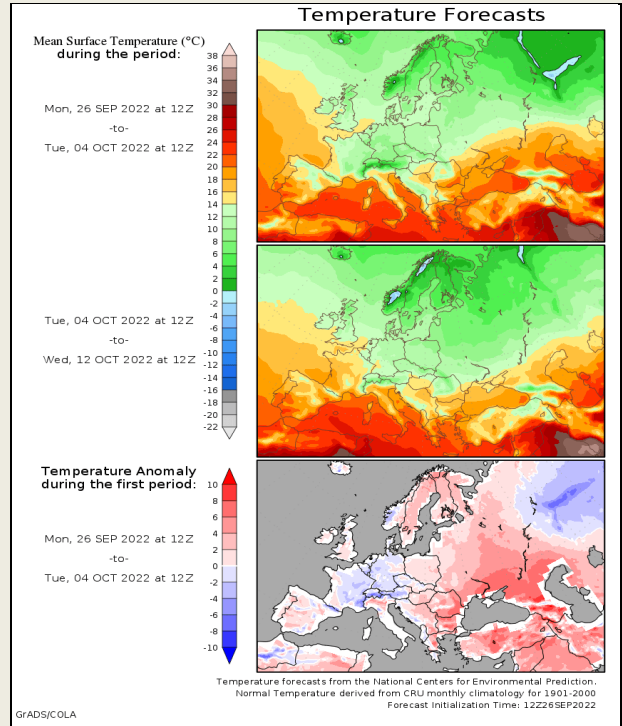 Temperature Forecasts
Mean Surface Temperature (°C)
during the period:
38
36
34
32
30
28
26
24
22
20
18
16
14
12
10
8
6
4
2
0
-2
-4
-6
-8
-10
-12
-14
-16
-18
-20
-22
Mon, 26 SEP 2022 at 12Z
-to-
Tue, 04 OCT 2022 at 12Z
Tue, 04 OCT 2022 at 12Z
-to-
Wed, 12 OCT 2022 at 12Z
Temperature Anomaly
during the first period:
10
8
6
4
2
0
-2
-4
-6
-8
-10
Mon, 26 SEP 2022 at 12Z
-to-
Tue, 04 OCT 2022 at 12Z
Temperature forecasts from the National Centers for Environmental Prediction.
Normal Temperature derived from CRU monthly climatology for 1901-2000
Forecast Initialization Time: 12Z26SEP2022
GrADS/COLA